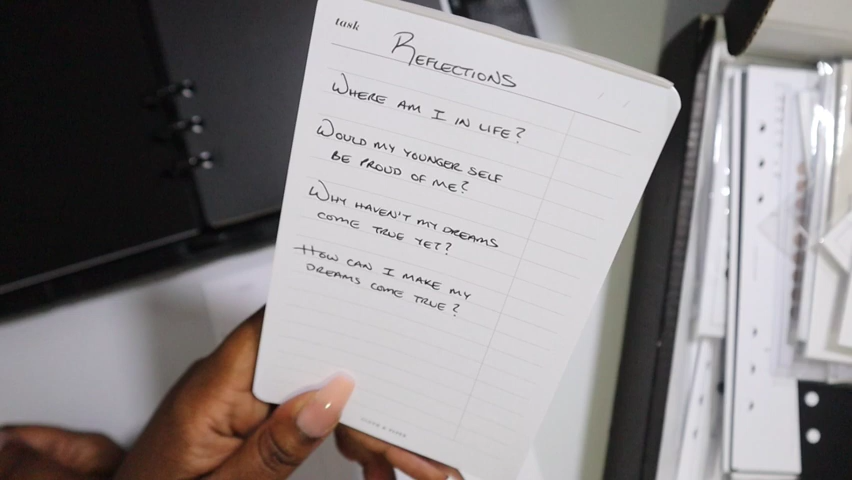 task
REFLECTIONS
WHERE AM I IN LIFE?
WOULD MY YOUNGER SELF
BE PROUD OF ME?
WHY HAVEN'T MY DREAMS
COME TRUE YET?
HOW CAN I MAKE MY
DREAMS COME TRUE?